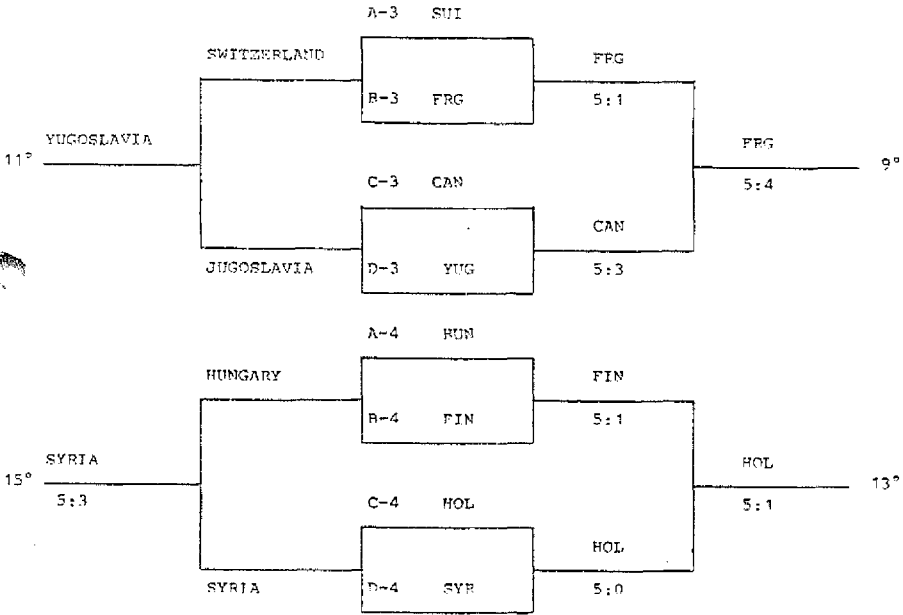 A-3 SUI
SWITZERLAND FRG
B-3 FRG 5:1
YUGOSLAVIA FRG
11° 9°
C-3 CAN 5:4
CAN
JUGOSLAVIA D-3 YUG 5:3
A-4 HUN
HUNGARY FIN
B-4 FIN 5:1
SYRIA HOL
15° 13°
5:3 C-4 HOL 5:1
HOL
SYRIA D-4 SYR 5:0